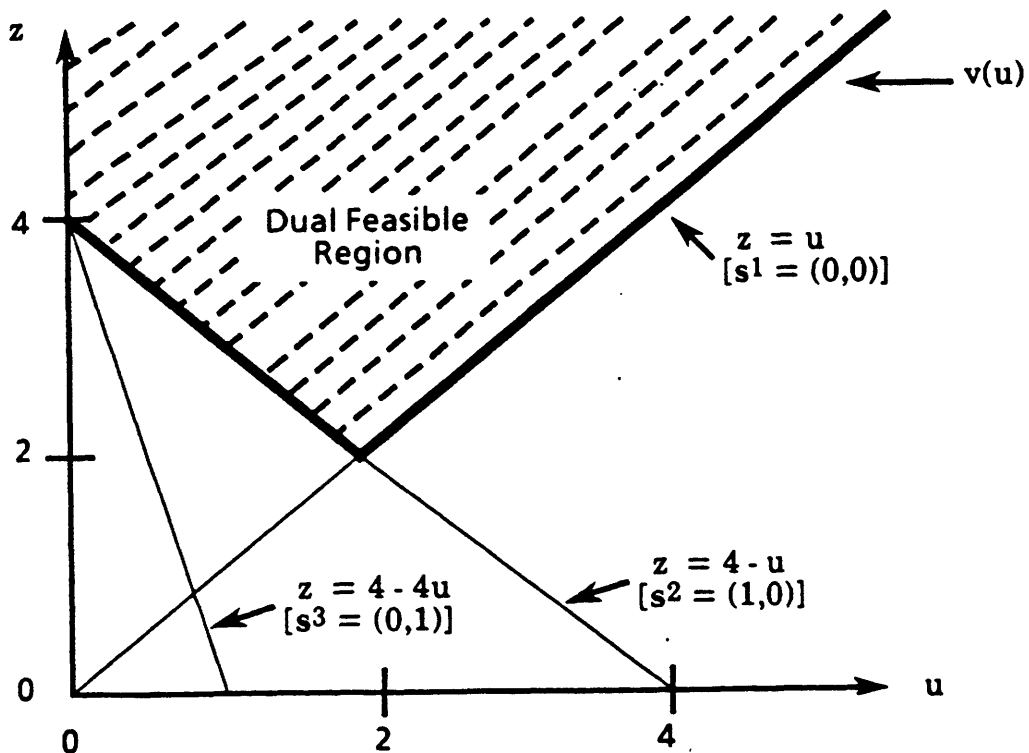 z
v(u)
4
Dual Feasible
Region
z = u
[s1 = (0,0)]
2
z = 4 - 4u
[s3 = (0,1)]
z = 4 - u
[s2 = (1,0)]
0
u
0
2
4